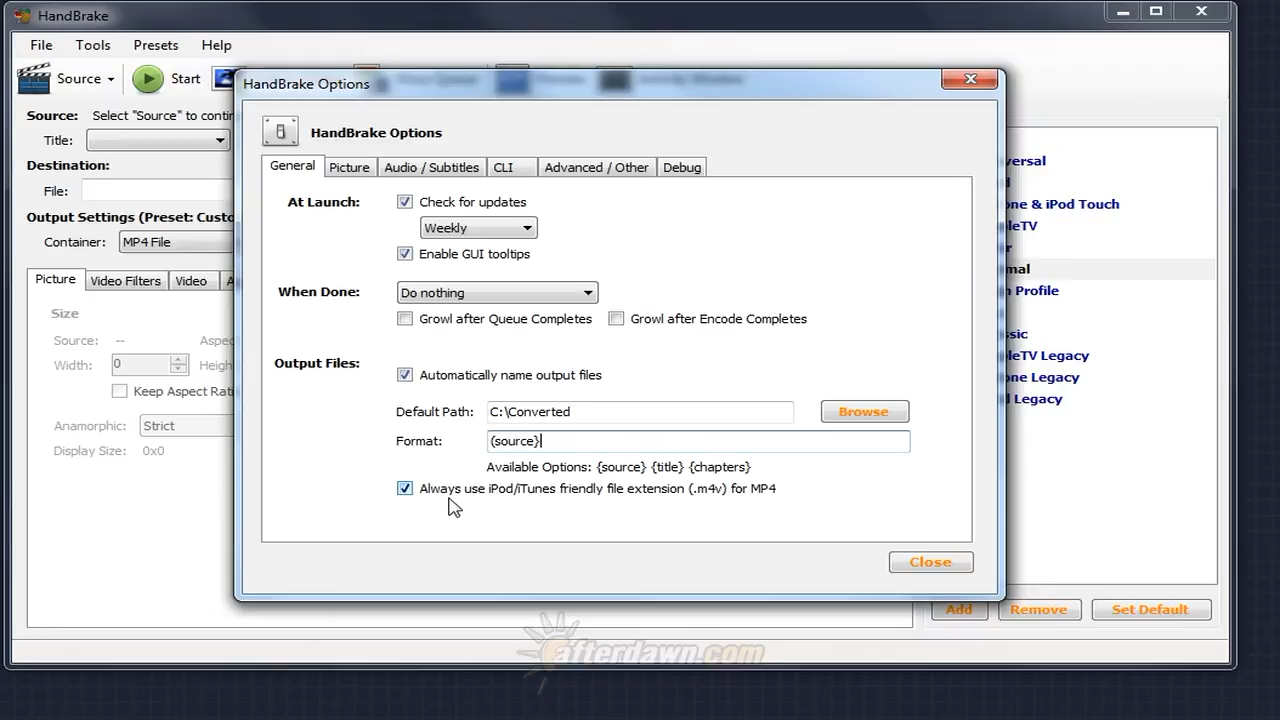 HandBrake
File Tools Presets Help
Source Start
Source: Select "Source" to conti
Title:
Destination:
File:
Output Settings (Preset: Custo
Container: MP4 File
Picture Video Filters Video A
Size
Source: -- Aspec
Width: 0 Heigh
Keep Aspect Rati
Anamorphic: Strict
Display Size: 0x0
HandBrake Options
HandBrake Options
General Picture Audio / Subtitles CLI Advanced / Other Debug
At Launch: Check for updates
Weekly
Enable GUI tooltips
When Done: Do nothing
Growl after Queue Completes Growl after Encode Completes
Output Files:
Automatically name output files
Default Path: C:\Converted Browse
Format: (source}
Available Options: {source} {title} {chapters}
Always use iPod/iTunes friendly file extension (.m4v) for MP4
Close
versal
d
one & iPod Touch
leTV
r
mal
n Profile
ssic
leTV Legacy
one Legacy
d Legacy
Add Remove Set Default
afterdawn.com